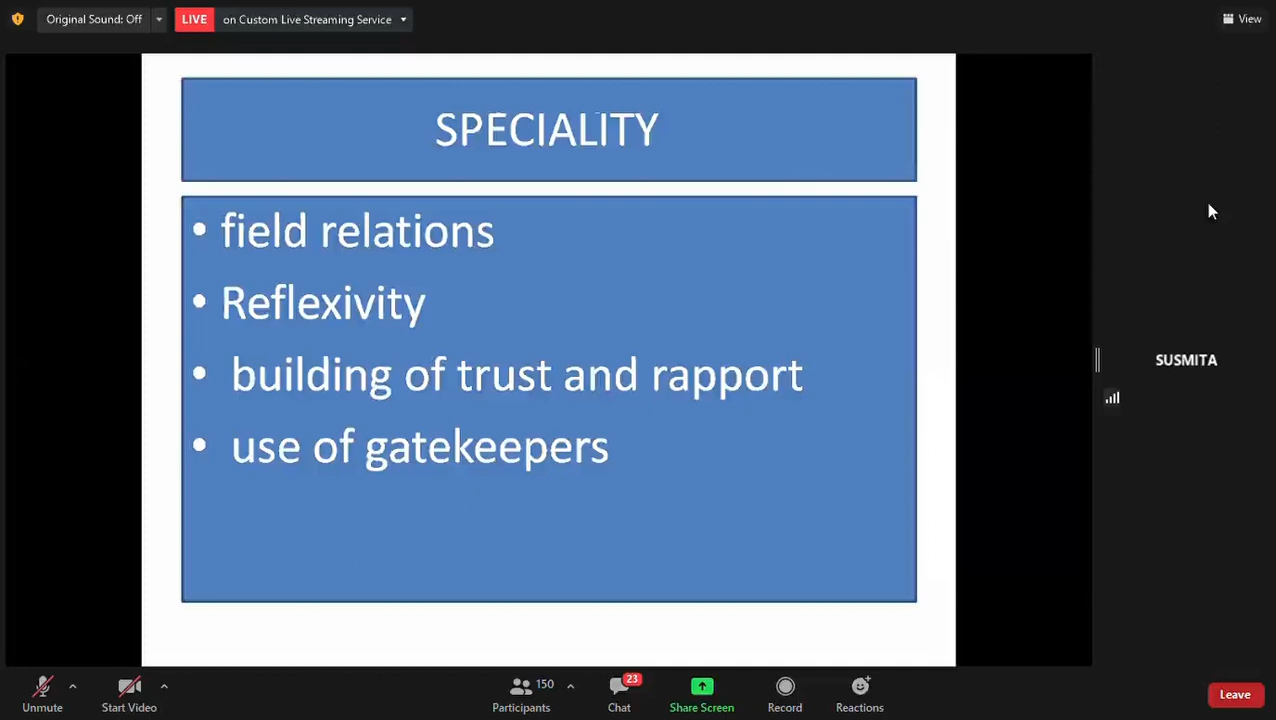 Original Sound: Off
LIVE on Custom Live Streaming Service
View
SPECIALITY
• field relations
• Reflexivity
• building of trust and rapport
• use of gatekeepers
SUSMITA
Unmute
Start Video
150
Participants
23
Chat
Share Screen
Record
Reactions
Leave